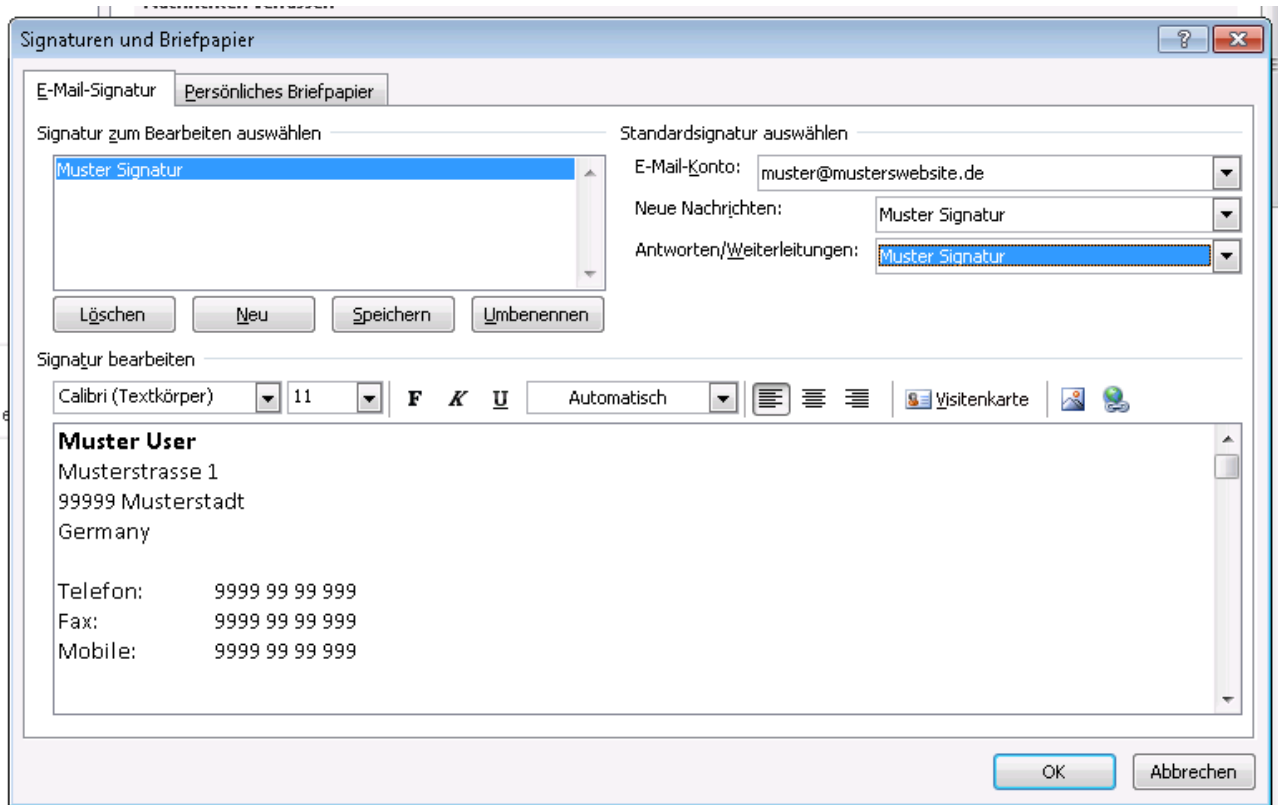 Nachrichten verfassen
Signaturen und Briefpapier
E-Mail-Signatur Persönliches Briefpapier
Signatur zum Bearbeiten auswählen
Muster Signatur
Löschen Neu Speichern Umbenennen
Standardsignatur auswählen
E-Mail-Konto: muster@musterswebsite.de
Neue Nachrichten: Muster Signatur
Antworten/Weiterleitungen: Muster Signatur
Signatur bearbeiten
Calibri (Textkörper) 11 F K U Automatisch Visitenkarte
Muster User
Musterstrasse 1
99999 Musterstadt
Germany
Telefon: 9999 99 99 999
Fax: 9999 99 99 999
Mobile: 9999 99 99 999
OK Abbrechen